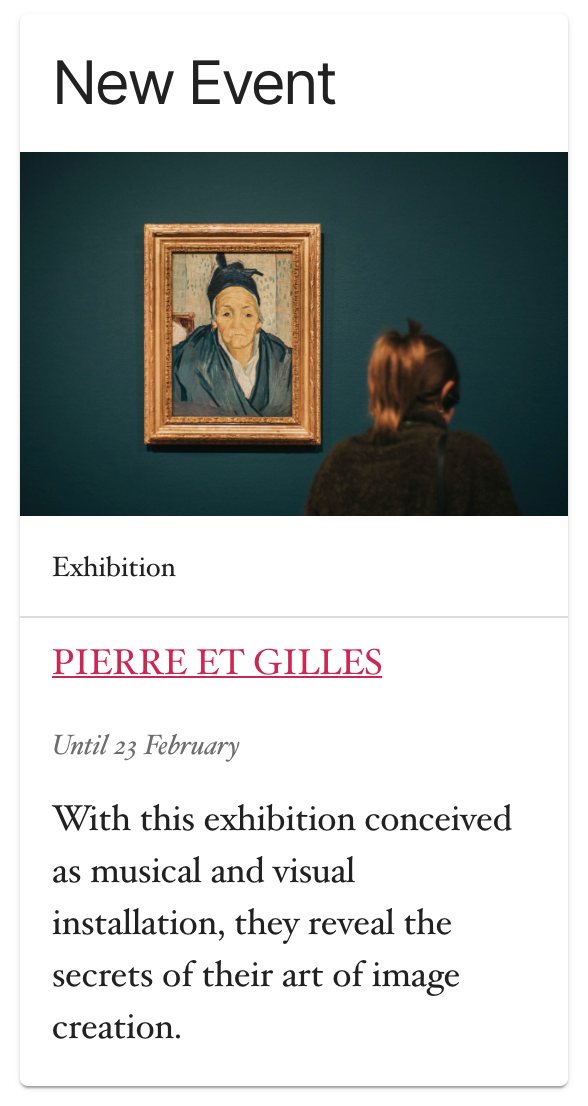 New Event
Exhibition
PIERRE ET GILLES
Until 23 February
With this exhibition conceived
as musical and visual
installation, they reveal the
secrets of their art of image
creation.